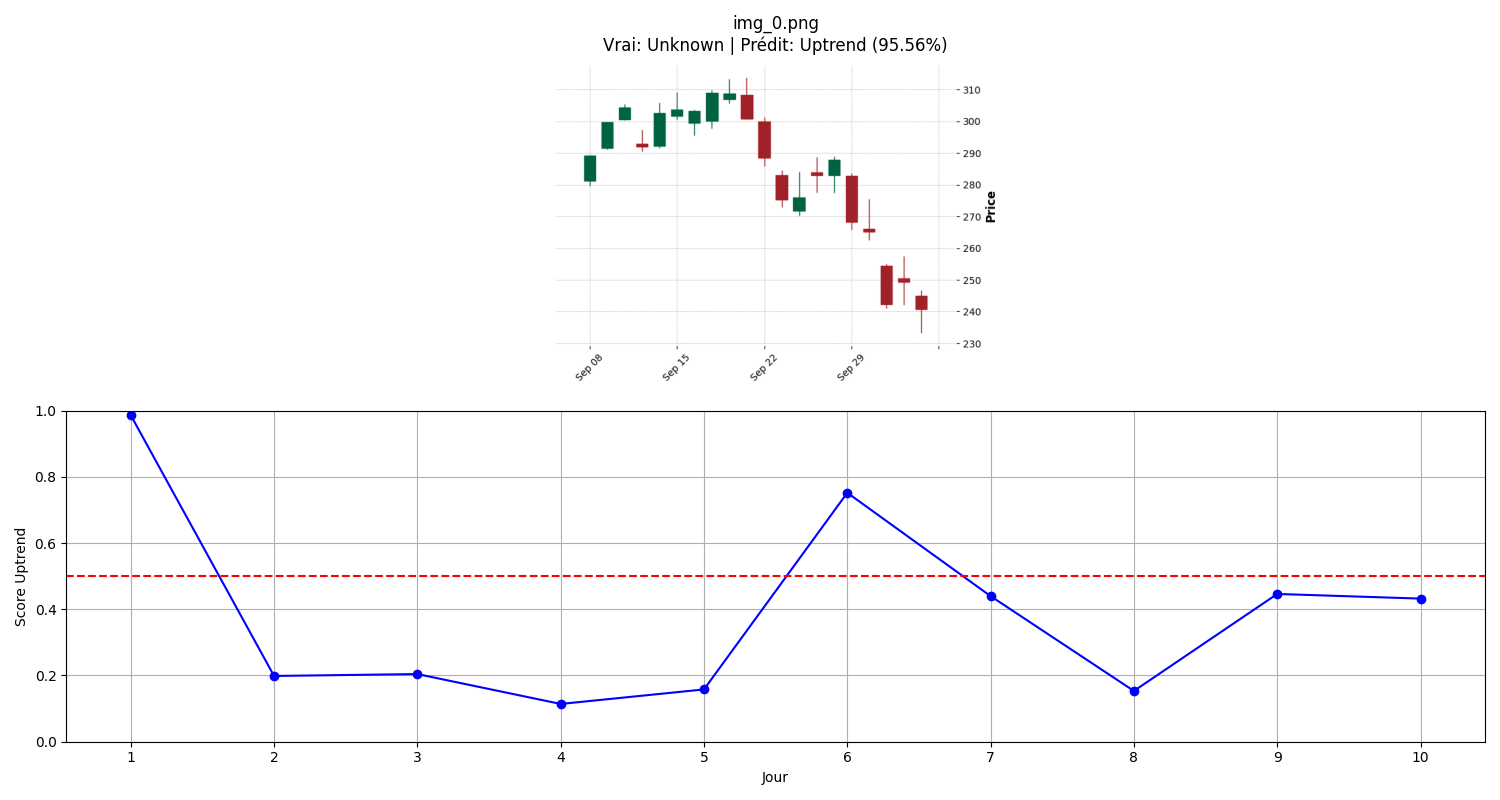 img_0.png
Vrai: Unknown | Prédit: Uptrend (95.56%)
310
300
290
280
270
260
250
240
230
Price
Sep 08
Sep 15
Sep 22
Sep 29
1.0
0.8
0.6
0.4
0.2
0.0
Score Uptrend
1 2 3 4 5 6 7 8 9 10
Jour